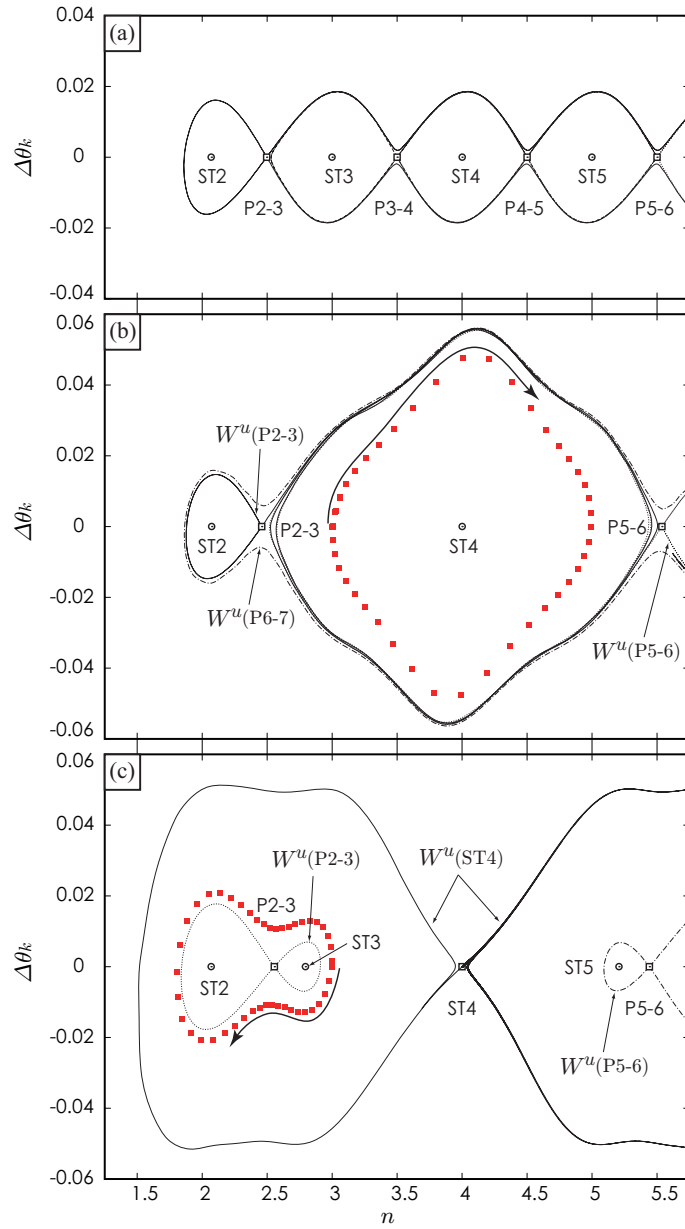 (a)
0.04
0.02
0
-0.02
-0.04
Δθk
ST2
ST3
ST4
ST5
P2-3
P3-4
P4-5
P5-6
(b)
0.06
0.04
0.02
0
-0.02
-0.04
-0.06
Δθk
W^u(P2-3)
P2-3
P5-6
ST2
ST4
W^u(P6-7)
W^u(P5-6)
(c)
0.06
0.04
0.02
0
-0.02
-0.04
-0.06
Δθk
W^u(P2-3)
W^u(ST4)
P2-3
ST3
ST2
ST4
ST5
P5-6
W^u(P5-6)
1.5 2 2.5 3 3.5 4 4.5 5 5.5
n